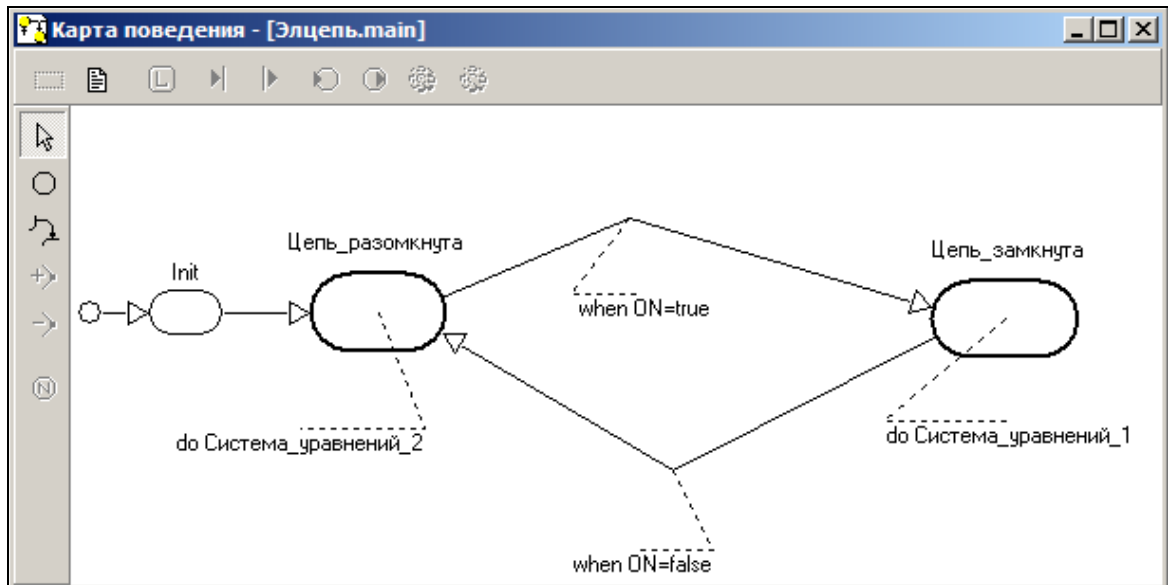 Карта поведения - [Элцепь.main]
L
Цепь_разомкнута
Цепь_замкнута
Init
when ON=true
N
do Система_уравнений_2
do Система_уравнений_1
when ON=false